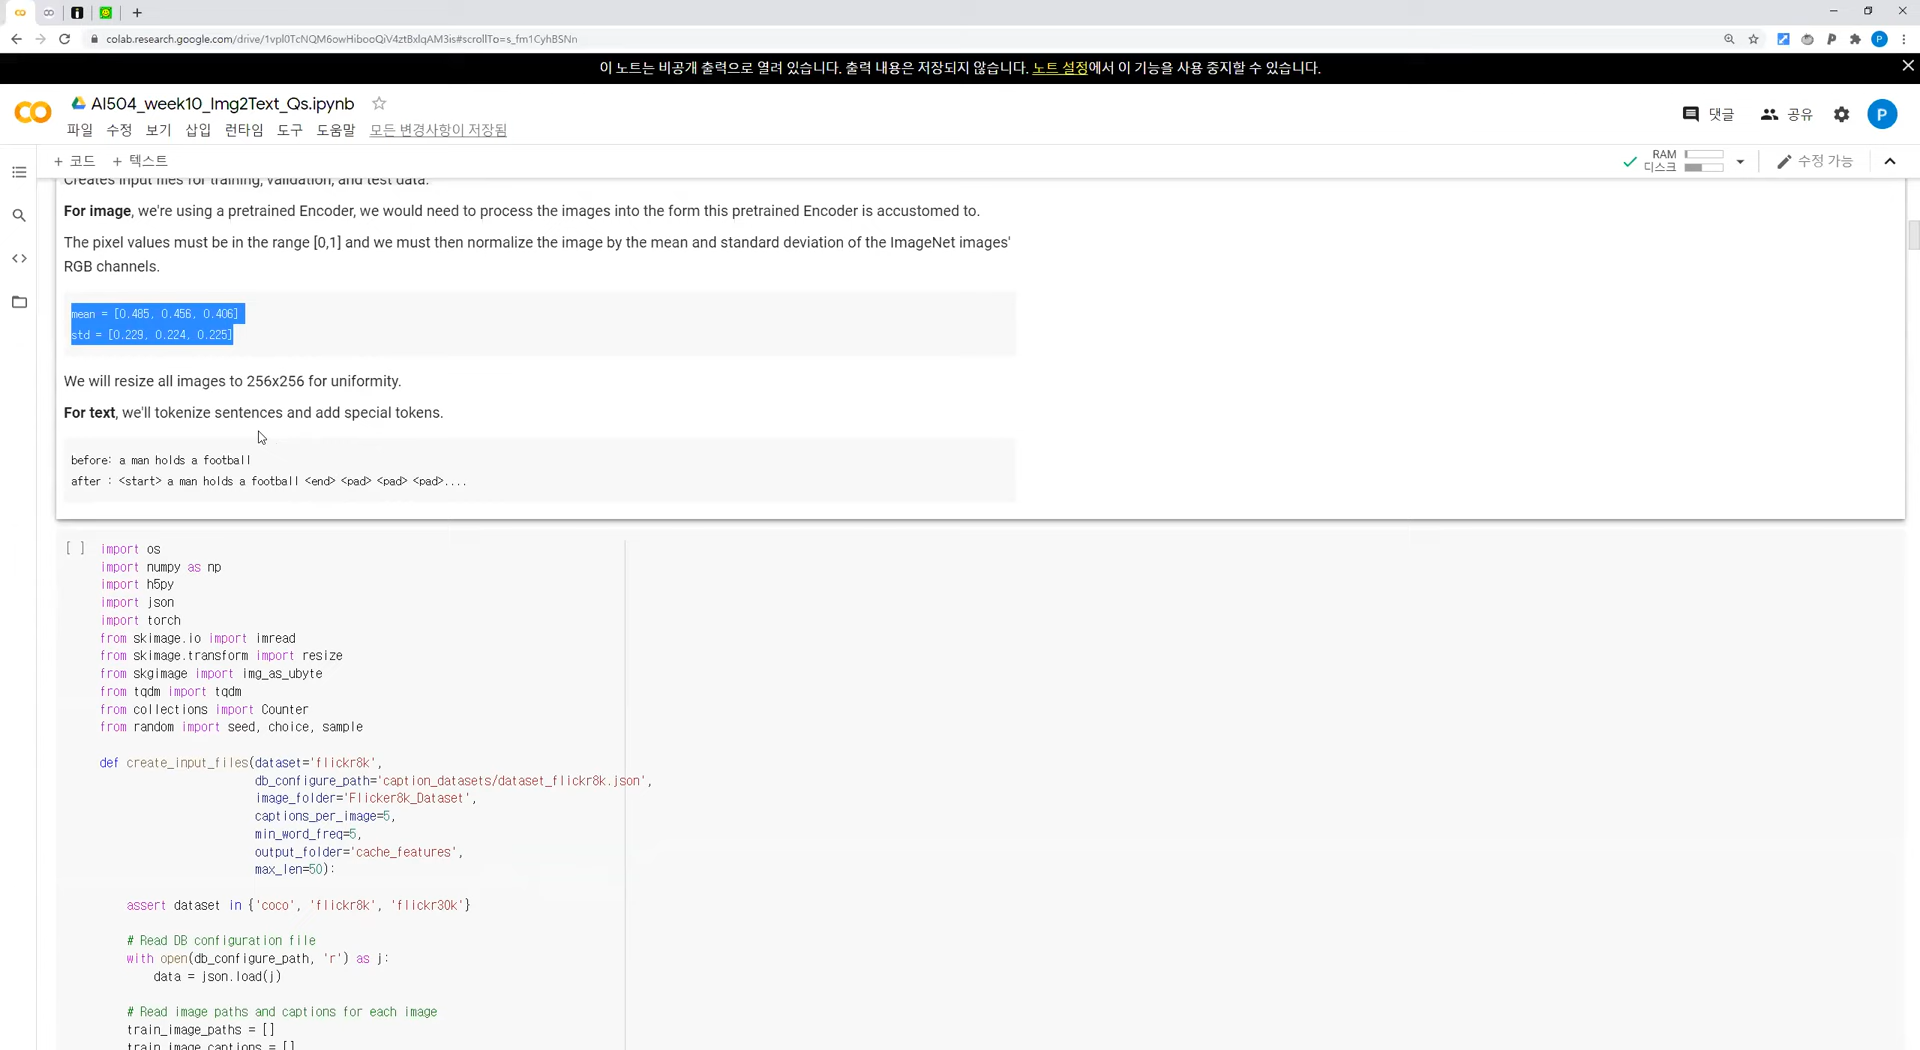 colab.research.google.com/drive/1vpl0TcNQM6owHibooQiV4ztBxlqAM3is#scrollTo=s_fm1CyhBSNn
이 노트는 비공개 출력으로 열려 있습니다. 출력 내용은 저장되지 않습니다. 노트 설정에서 이 기능을 사용 중지할 수 있습니다.
AI504_week10_Img2Text_Qs.ipynb
댓글 공유 P
파일 수정 보기 삽입 런타임 도구 도움말 모든 변경사항이 저장됨
+ 코드 + 텍스트
RAM
디스크
수정 가능
Creates input files for training, validation, and test data.
For image, we're using a pretrained Encoder, we would need to process the images into the form this pretrained Encoder is accustomed to.
The pixel values must be in the range [0,1] and we must then normalize the image by the mean and standard deviation of the ImageNet images'
RGB channels.
mean = [0.485, 0.456, 0.406]
std = [0.229, 0.224, 0.225]
We will resize all images to 256x256 for uniformity.
For text, we'll tokenize sentences and add special tokens.
before: a man holds a football
after : <start> a man holds a football <end> <pad> <pad> <pad>....
[ ] import os
import numpy as np
import h5py
import json
import torch
from skimage.io import imread
from skimage.transform import resize
from skgimage import img_as_ubyte
from tqdm import tqdm
from collections import Counter
from random import seed, choice, sample
def create_input_files(dataset='flickr8k',
db_configure_path='caption_datasets/dataset_flickr8k.json',
image_folder='Flicker8k_Dataset',
captions_per_image=5,
min_word_freq=5,
output_folder='cache_features',
max_len=50):
assert dataset in {'coco', 'flickr8k', 'flickr30k'}
# Read DB configuration file
with open(db_configure_path, 'r') as j:
data = json.load(j)
# Read image paths and captions for each image
train_image_paths = []
train_image_captions = []